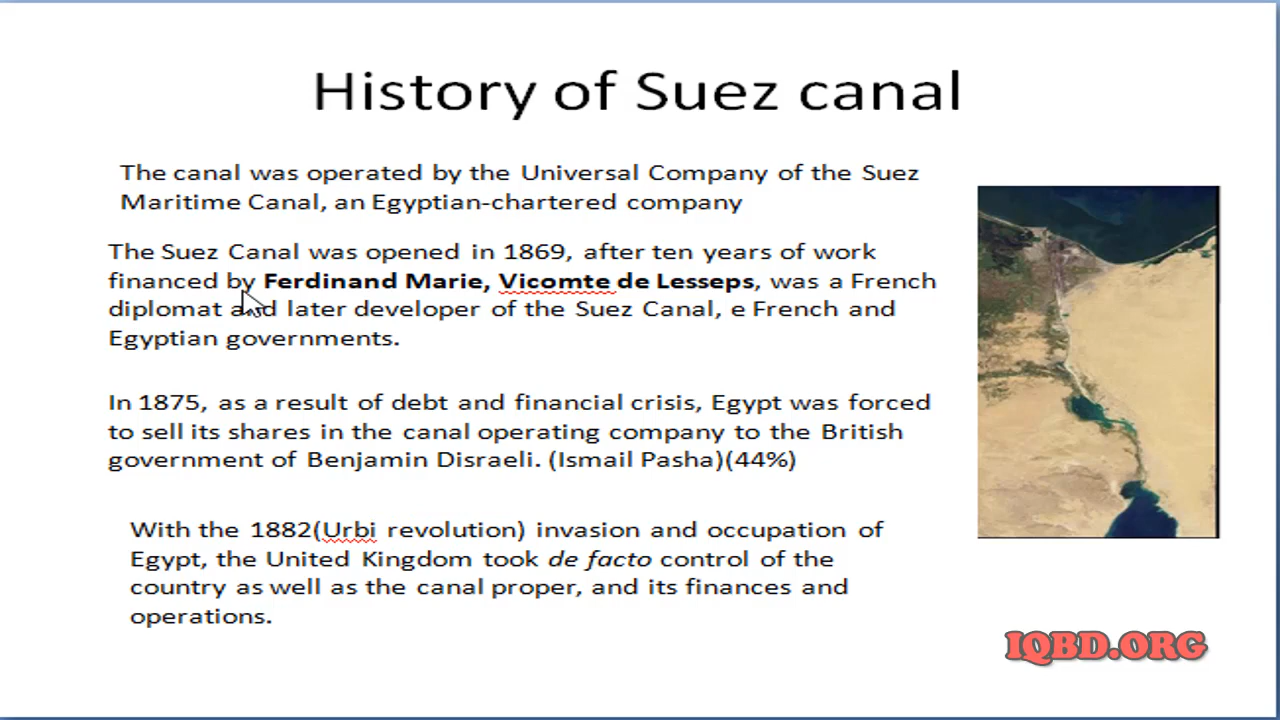 History of Suez canal
The canal was operated by the Universal Company of the Suez
Maritime Canal, an Egyptian-chartered company
The Suez Canal was opened in 1869, after ten years of work
financed by Ferdinand Marie, Vicomte de Lesseps, was a French
diplomat and later developer of the Suez Canal, e French and
Egyptian governments.
In 1875, as a result of debt and financial crisis, Egypt was forced
to sell its shares in the canal operating company to the British
government of Benjamin Disraeli. (Ismail Pasha)(44%)
With the 1882(Urbi revolution) invasion and occupation of
Egypt, the United Kingdom took de facto control of the
country as well as the canal proper, and its finances and
operations.
IQBD.ORG